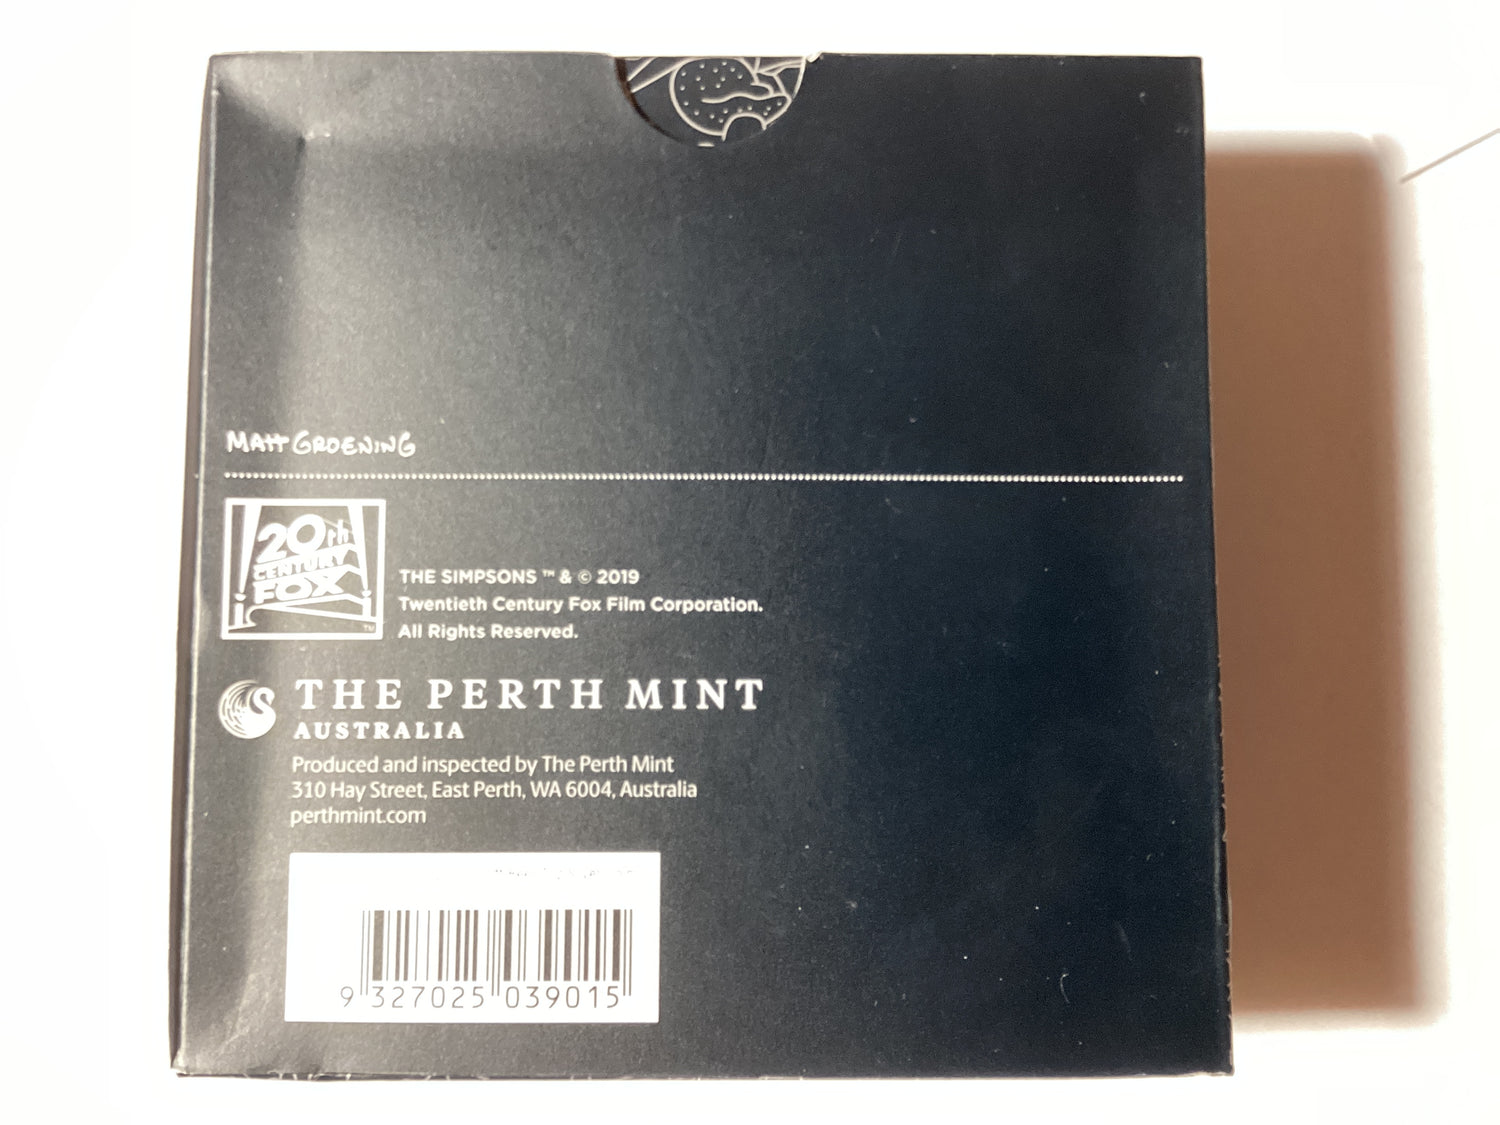 MATT GROENING
20th
CENTURY
FOX
TM
THE SIMPSONS ™ & © 2019
Twentieth Century Fox Film Corporation.
All Rights Reserved.
THE PERTH MINT
AUSTRALIA
Produced and inspected by The Perth Mint
310 Hay Street, East Perth, WA 6004, Australia
perthmint.com
9 327025 039015